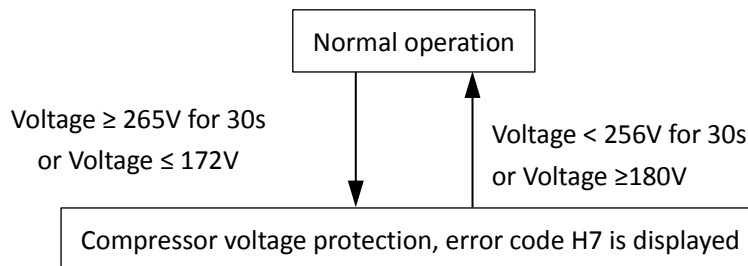 Normal operation
Voltage ≥ 265V for 30s
or Voltage ≤ 172V
Voltage < 256V for 30s
or Voltage ≥180V
Compressor voltage protection, error code H7 is displayed